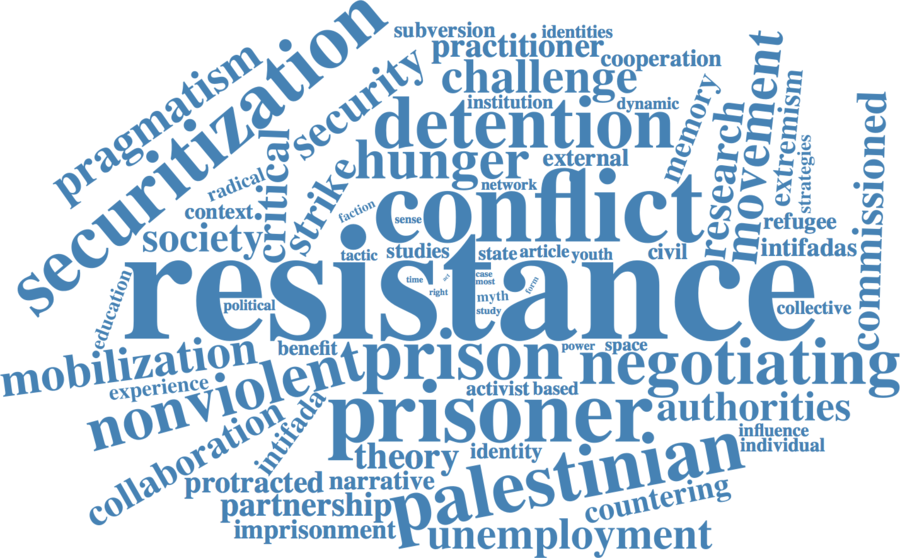 subversion
identities
practitioner
cooperation
pragmatism
securitization
security
challenge
institution
dynamic
memory
movement
extremism
research
strategies
commissioned
detention
hunger
external
critical
radical
strike
network
conflict
context
faction
sense
society
refugee
intifadas
tactic
studies
state
article
youth
civil
resistance
time
right
act
case
most
myth
form
study
education
political
collective
mobilization
benefit
prison
power
space
negotiating
experience
nonviolent
activist
based
prisoner
authorities
collaboration
intifada
influence
individual
theory
identity
palestinian
protracted
narrative
partnership
countering
imprisonment
unemployment